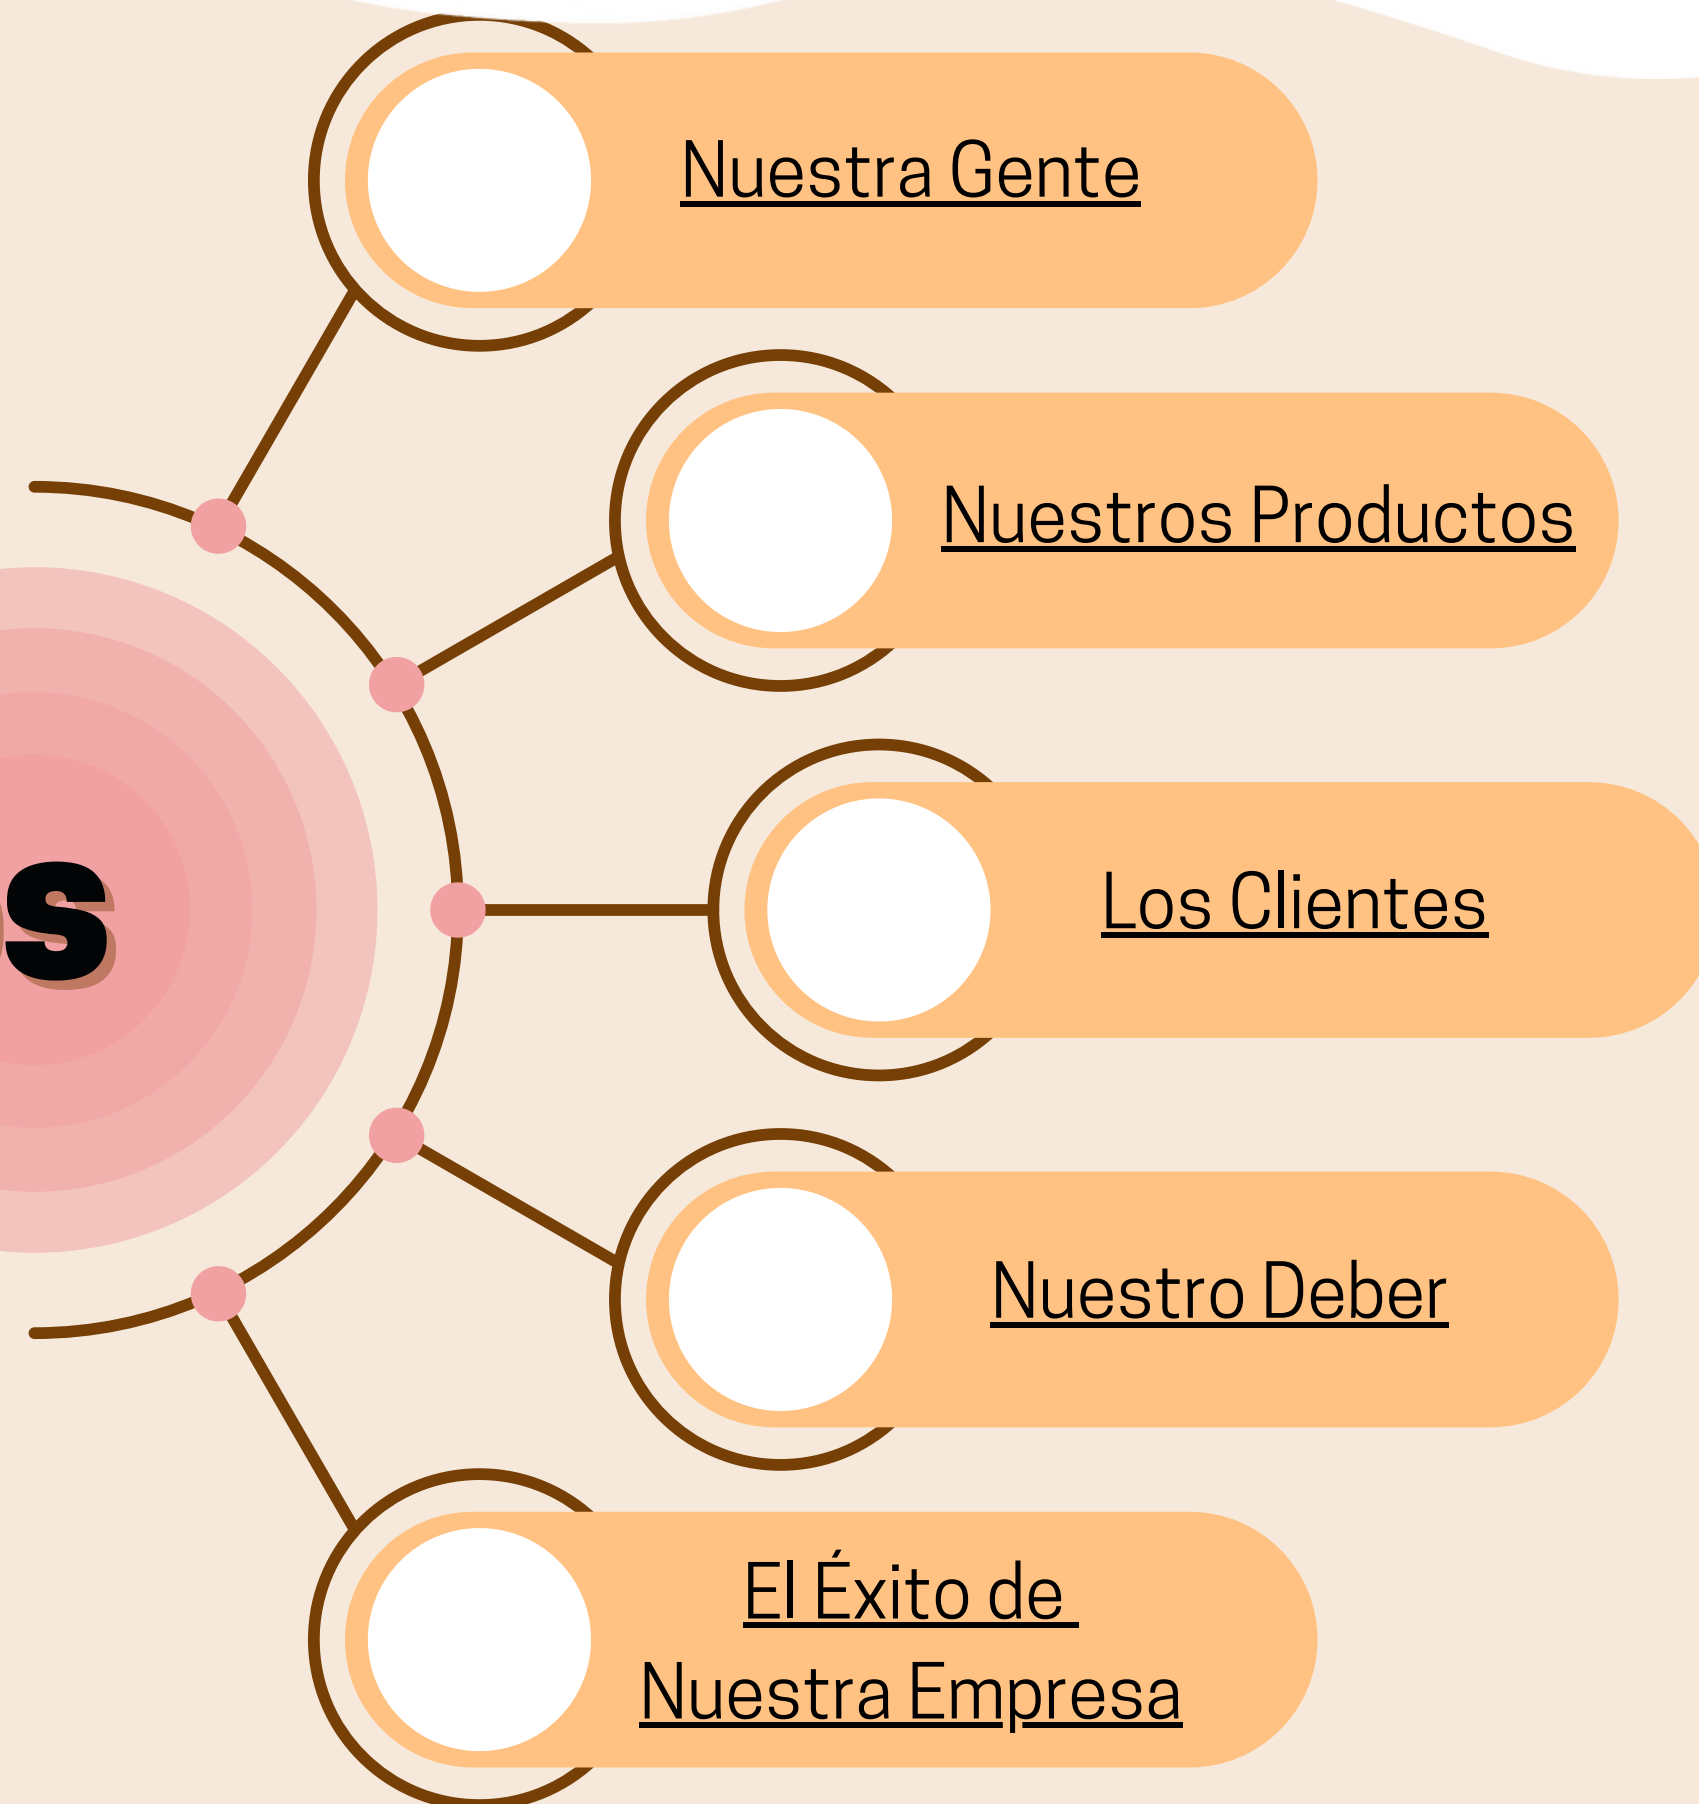 Nuestra Gente
Nuestros Productos
Los Clientes
Nuestro Deber
El Éxito de
Nuestra Empresa